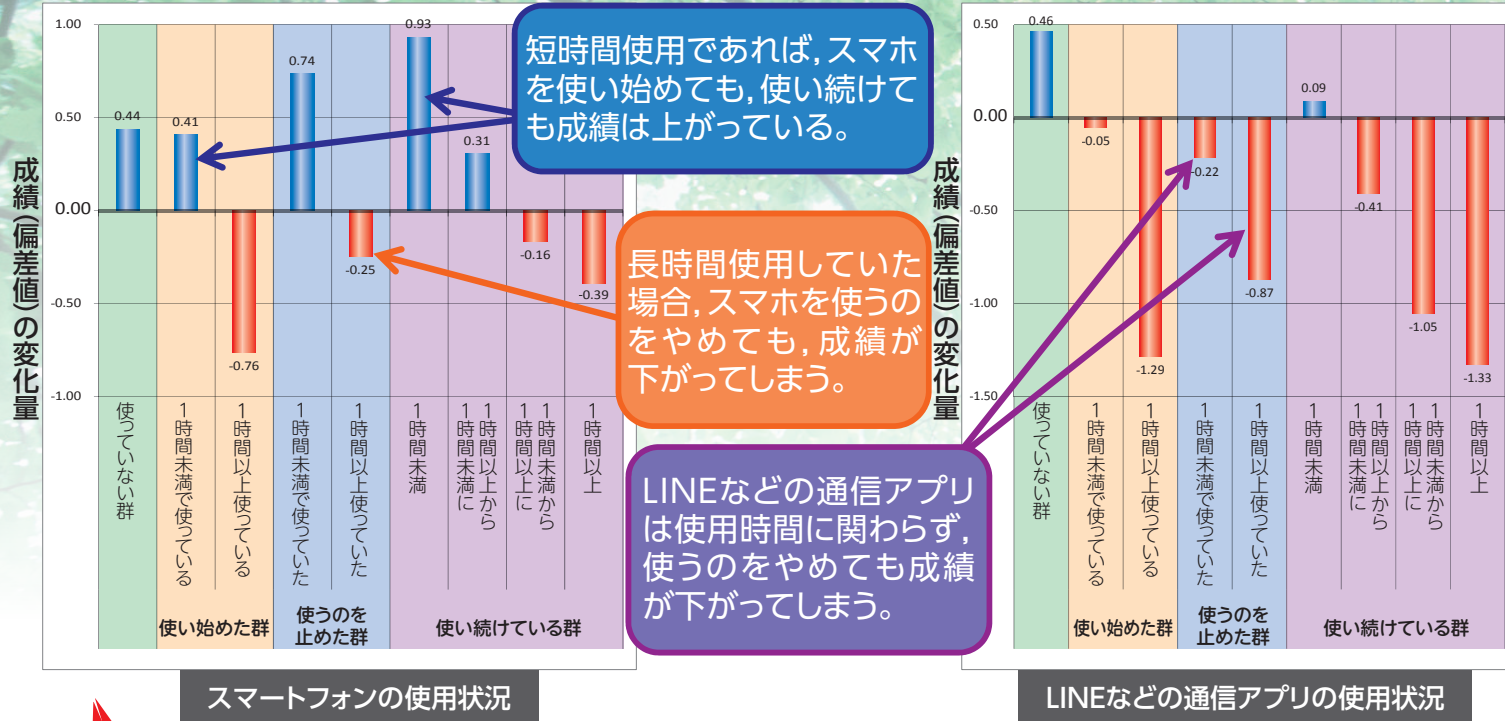 1.00
0.50
0.00
-0.50
-1.00
成績(偏差値)の変化量
0.44
0.41
-0.76
0.74
-0.25
0.93
0.31
-0.16
-0.39
使っていない群
1時間未満で使っている
1時間以上使っている
1時間未満で使っていた
1時間以上使っていた
1時間未満
1時間以上から
1時間未満に
1時間未満から
1時間以上に
1時間以上
使い始めた群
使うのを
止めた群
使い続けている群
スマートフォンの使用状況
短時間使用であれば,スマホ
を使い始めても,使い続けて
も成績は上がっている。
長時間使用していた
場合,スマホを使うの
をやめても,成績が
下がってしまう。
LINEなどの通信アプリ
は使用時間に関わらず,
使うのをやめても成績
が下がってしまう。
0.50
0.00
-0.50
-1.00
-1.50
成績(偏差値)の変化量
0.46
-0.05
-1.29
-0.22
-0.87
0.09
-0.41
-1.05
-1.33
使っていない群
1時間未満で使っている
1時間以上使っている
1時間未満で使っていた
1時間以上使っていた
1時間未満
1時間以上から
1時間未満に
1時間未満から
1時間以上に
1時間以上
使い始めた群
使うのを
止めた群
使い続けている群
LINEなどの通信アプリの使用状況